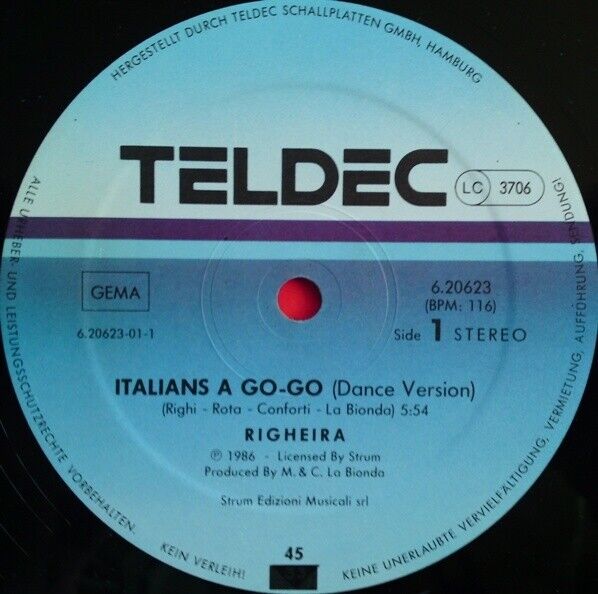 HERGESTELLT DURCH TELDEC SCHALLPLATTEN GMBH, HAMBURG
TELDEC
LC 3706
GEMA
6.20623-01-1
6.20623
(BPM: 116)
Side 1 STEREO
ITALIANS A GO-GO (Dance Version)
(Righi - Rota - Conforti - La Bionda) 5:54
RIGHEIRA
℗ 1986 - Licensed By Strum
Produced By M. & C. La Bionda
Strum Edizioni Musicali srl
45
ALLE URHEBER- UND LEISTUNGSSCHUTZRECHTE VORBEHALTEN.
KEIN VERLEIH!
KEINE UNERLAUBTE VERVIELFÄLTIGUNG, VERMIETUNG, AUFFÜHRUNG, SENDUNG!